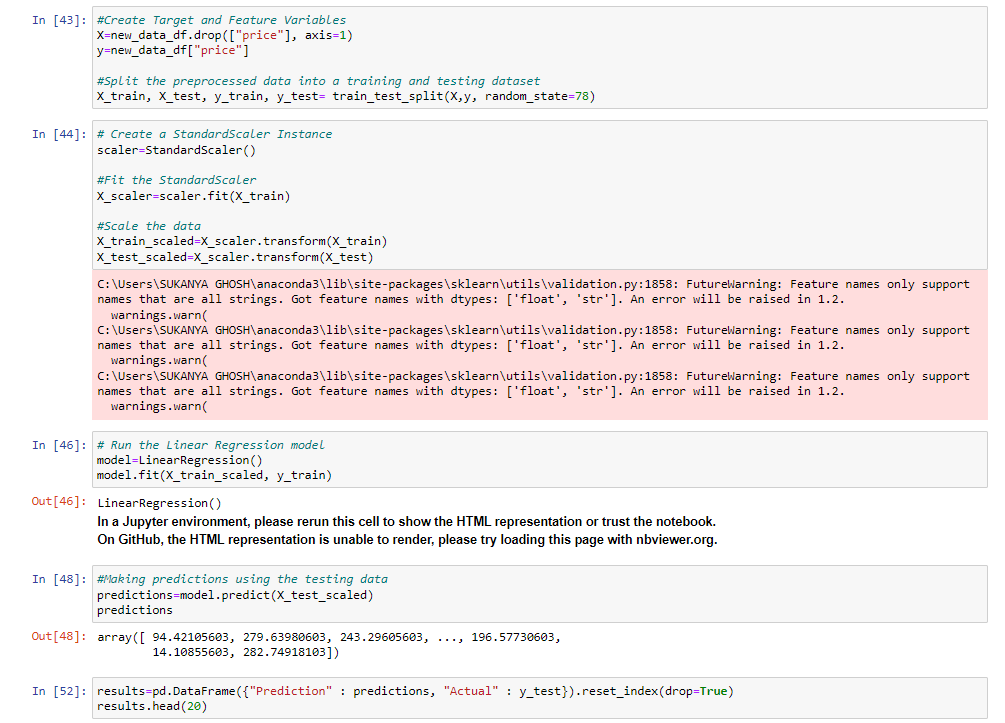 In [43]: #Create Target and Feature Variables
X=new_data_df.drop(["price"], axis=1)
y=new_data_df["price"]
#Split the preprocessed data into a training and testing dataset
X_train, X_test, y_train, y_test= train_test_split(X,y, random_state=78)
In [44]: # Create a StandardScaler Instance
scaler=StandardScaler()
#Fit the StandardScaler
X_scaler=scaler.fit(X_train)
#Scale the data
X_train_scaled=X_scaler.transform(X_train)
X_test_scaled=X_scaler.transform(X_test)
C:\Users\SUKANYA GHOSH\anaconda3\lib\site-packages\sklearn\utils\validation.py:1858: FutureWarning: Feature names only support
names that are all strings. Got feature names with dtypes: ['float', 'str']. An error will be raised in 1.2.
warnings.warn(
C:\Users\SUKANYA GHOSH\anaconda3\lib\site-packages\sklearn\utils\validation.py:1858: FutureWarning: Feature names only support
names that are all strings. Got feature names with dtypes: ['float', 'str']. An error will be raised in 1.2.
warnings.warn(
C:\Users\SUKANYA GHOSH\anaconda3\lib\site-packages\sklearn\utils\validation.py:1858: FutureWarning: Feature names only support
names that are all strings. Got feature names with dtypes: ['float', 'str']. An error will be raised in 1.2.
warnings.warn(
In [46]: # Run the Linear Regression model
model=LinearRegression()
model.fit(X_train_scaled, y_train)
Out[46]: LinearRegression()
In a Jupyter environment, please rerun this cell to show the HTML representation or trust the notebook.
On GitHub, the HTML representation is unable to render, please try loading this page with nbviewer.org.
In [48]: #Making predictions using the testing data
predictions=model.predict(X_test_scaled)
predictions
Out[48]: array([ 94.42105603, 279.63980603, 243.29605603, ..., 196.57730603,
14.10855603, 282.74918103])
In [52]: results=pd.DataFrame({"Prediction" : predictions, "Actual" : y_test}).reset_index(drop=True)
results.head(20)